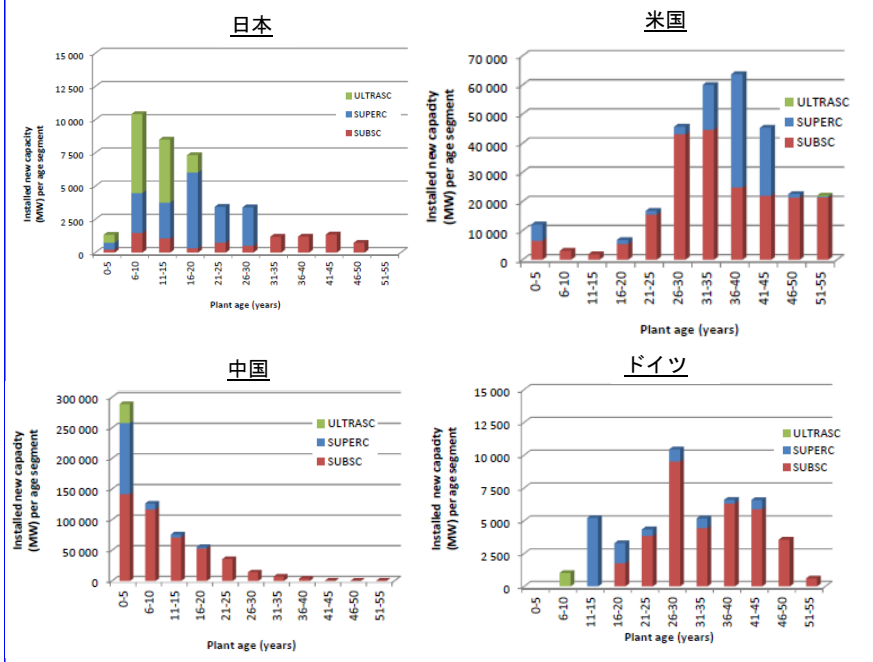 日本
15 000
12 500
10 000
7 500
5 000
2 500
0
Installed new capacity
(MW) per age segment
ULTRASC
SUPERC
SUBSC
0-5
6-10
11-15
16-20
21-25
26-30
31-35
36-40
41-45
46-50
51-55
Plant age (years)
米国
70 000
60 000
50 000
40 000
30 000
20 000
10 000
0
Installed new capacity
(MW) per age segment
ULTRASC
SUPERC
SUBSC
0-5
6-10
11-15
16-20
21-25
26-30
31-35
36-40
41-45
46-50
51-55
Plant age (years)
中国
300 000
250 000
200 000
150 000
100 000
50 000
0
Installed new capacity
(MW) per age segment
ULTRASC
SUPERC
SUBSC
0-5
6-10
11-15
16-20
21-25
26-30
31-35
36-40
41-45
46-50
51-55
Plant age (years)
ドイツ
15 000
12 500
10 000
7 500
5 000
2 500
0
Installed new capacity
(MW) per age segment
ULTRASC
SUPERC
SUBSC
0-5
6-10
11-15
16-20
21-25
26-30
31-35
36-40
41-45
46-50
51-55
Plant age (years)